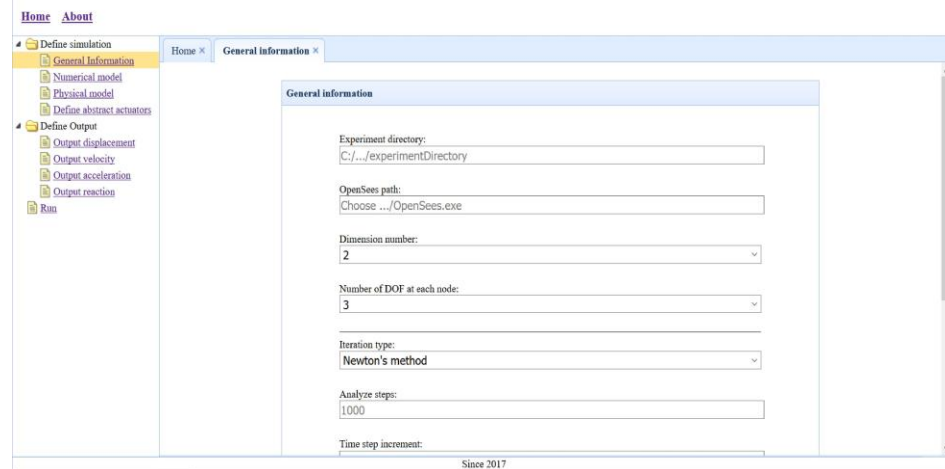 Home About
Define simulation
General Information
Numerical model
Physical model
Define abstract actuators
Define Output
Output displacement
Output velocity
Output acceleration
Output reaction
Run
Home × General information ×
General information
Experiment directory:
C:/.../experimentDirectory
OpenSees path:
Choose .../OpenSees.exe
Dimension number:
2
Number of DOF at each node:
3
Iteration type:
Newton's method
Analyze steps:
1000
Time step increment:
Since 2017